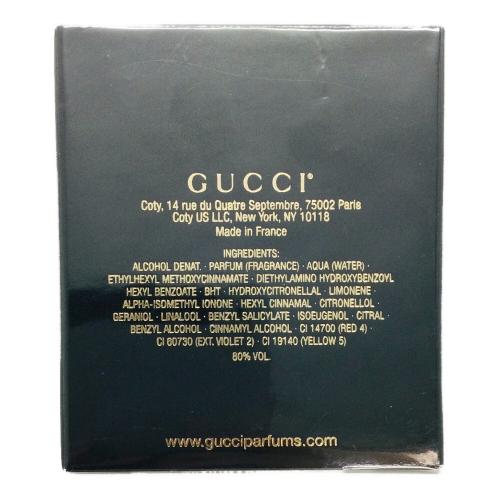 GUCCI®
Coty, 14 rue du Quatre Septembre, 75002 Paris
Coty US LLC, New York, NY 10118
Made in France
INGREDIENTS:
ALCOHOL DENAT. · PARFUM (FRAGRANCE) · AQUA (WATER) ·
ETHYLHEXYL METHOXYCINNAMATE · DIETHYLAMINO HYDROXYBENZOYL
HEXYL BENZOATE · BHT · HYDROXYCITRONELLAL · LIMONENE ·
ALPHA-ISOMETHYL IONONE · HEXYL CINNAMAL · CITRONELLOL ·
GERANIOL · LINALOOL · BENZYL SALICYLATE · ISOEUGENOL · CITRAL ·
BENZYL ALCOHOL · CINNAMYL ALCOHOL · CI 14700 (RED 4) ·
CI 60730 (EXT. VIOLET 2) · CI 19140 (YELLOW 5)
80% VOL.
www.gucciparfums.com